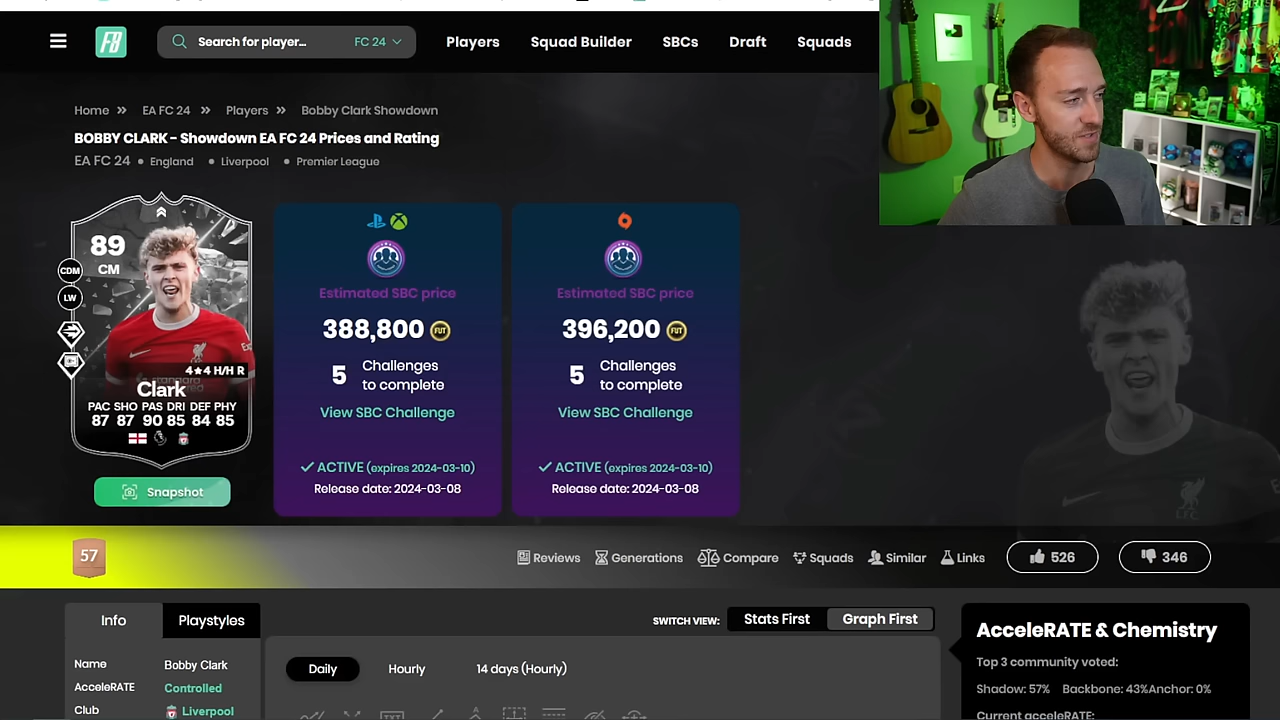 FB
Search for player...
FC 24
Players
Squad Builder
SBCs
Draft
Squads
Home » EA FC 24 » Players » Bobby Clark Showdown
BOBBY CLARK - Showdown EA FC 24 Prices and Rating
EA FC 24 • England • Liverpool • Premier League
89
CM
CDM
LW
4★4 H/H R
Clark
PAC SHO PAS DRI DEF PHY
87 87 90 85 84 85
Snapshot
Estimated SBC price
388,800 FUT
5 Challenges
to complete
View SBC Challenge
ACTIVE (expires 2024-03-10)
Release date: 2024-03-08
Estimated SBC price
396,200 FUT
5 Challenges
to complete
View SBC Challenge
ACTIVE (expires 2024-03-10)
Release date: 2024-03-08
57
Reviews
Generations
Compare
Squads
Similar
Links
526
346
Info
Playstyles
SWITCH VIEW:
Stats First
Graph First
Name Bobby Clark
AcceleRATE Controlled
Club Liverpool
Daily
Hourly
14 days (Hourly)
TXT
AcceleRATE & Chemistry
Top 3 community voted:
Shadow: 57% Backbone: 43%Anchor: 0%
Current acceleRATE: